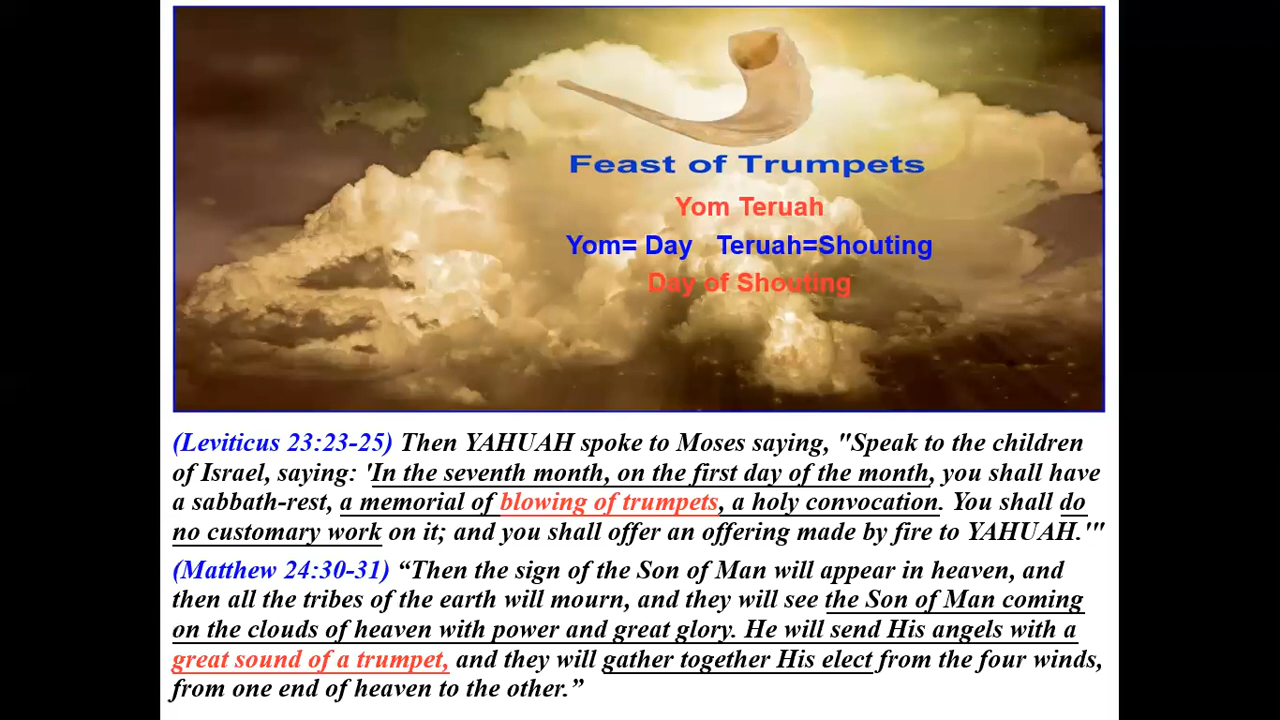 Feast of Trumpets
Yom Teruah
Yom= Day Teruah=Shouting
Day of Shouting
(Leviticus 23:23-25) Then YAHUAH spoke to Moses saying, "Speak to the children
of Israel, saying: 'In the seventh month, on the first day of the month, you shall have
a sabbath-rest, a memorial of blowing of trumpets, a holy convocation. You shall do
no customary work on it; and you shall offer an offering made by fire to YAHUAH.'"
(Matthew 24:30-31) “Then the sign of the Son of Man will appear in heaven, and
then all the tribes of the earth will mourn, and they will see the Son of Man coming
on the clouds of heaven with power and great glory. He will send His angels with a
great sound of a trumpet, and they will gather together His elect from the four winds,
from one end of heaven to the other.”